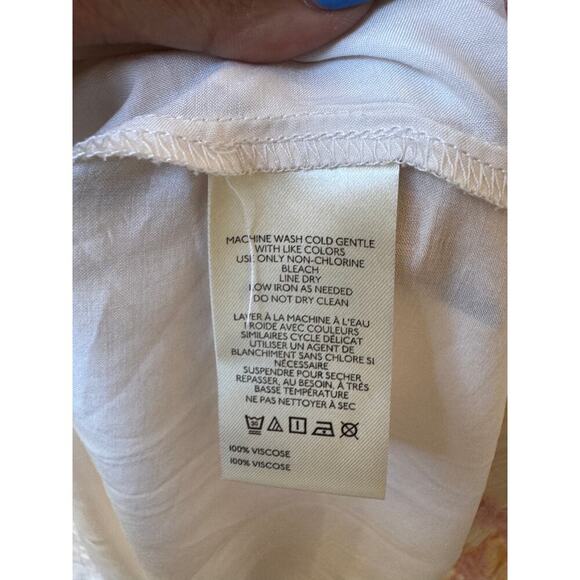 MACHINE WASH COLD GENTLE
WITH LIKE COLORS
USE ONLY NON-CHLORINE
BLEACH
LINE DRY
LOW IRON AS NEEDED
DO NOT DRY CLEAN
LAVER À LA MACHINE À L'EAU
FROIDE AVEC COULEURS
SIMILAIRES CYCLE DÉLICAT
UTILISER UN AGENT DE
BLANCHIMENT SANS CHLORE SI
NÉCESSAIRE
SUSPENDRE POUR SECHER
REPASSER, AU BESOIN, À TRÈS
BASSE TEMPÉRATURE
NE PAS NETTOYER À SEC
100% VISCOSE
100% VISCOSE